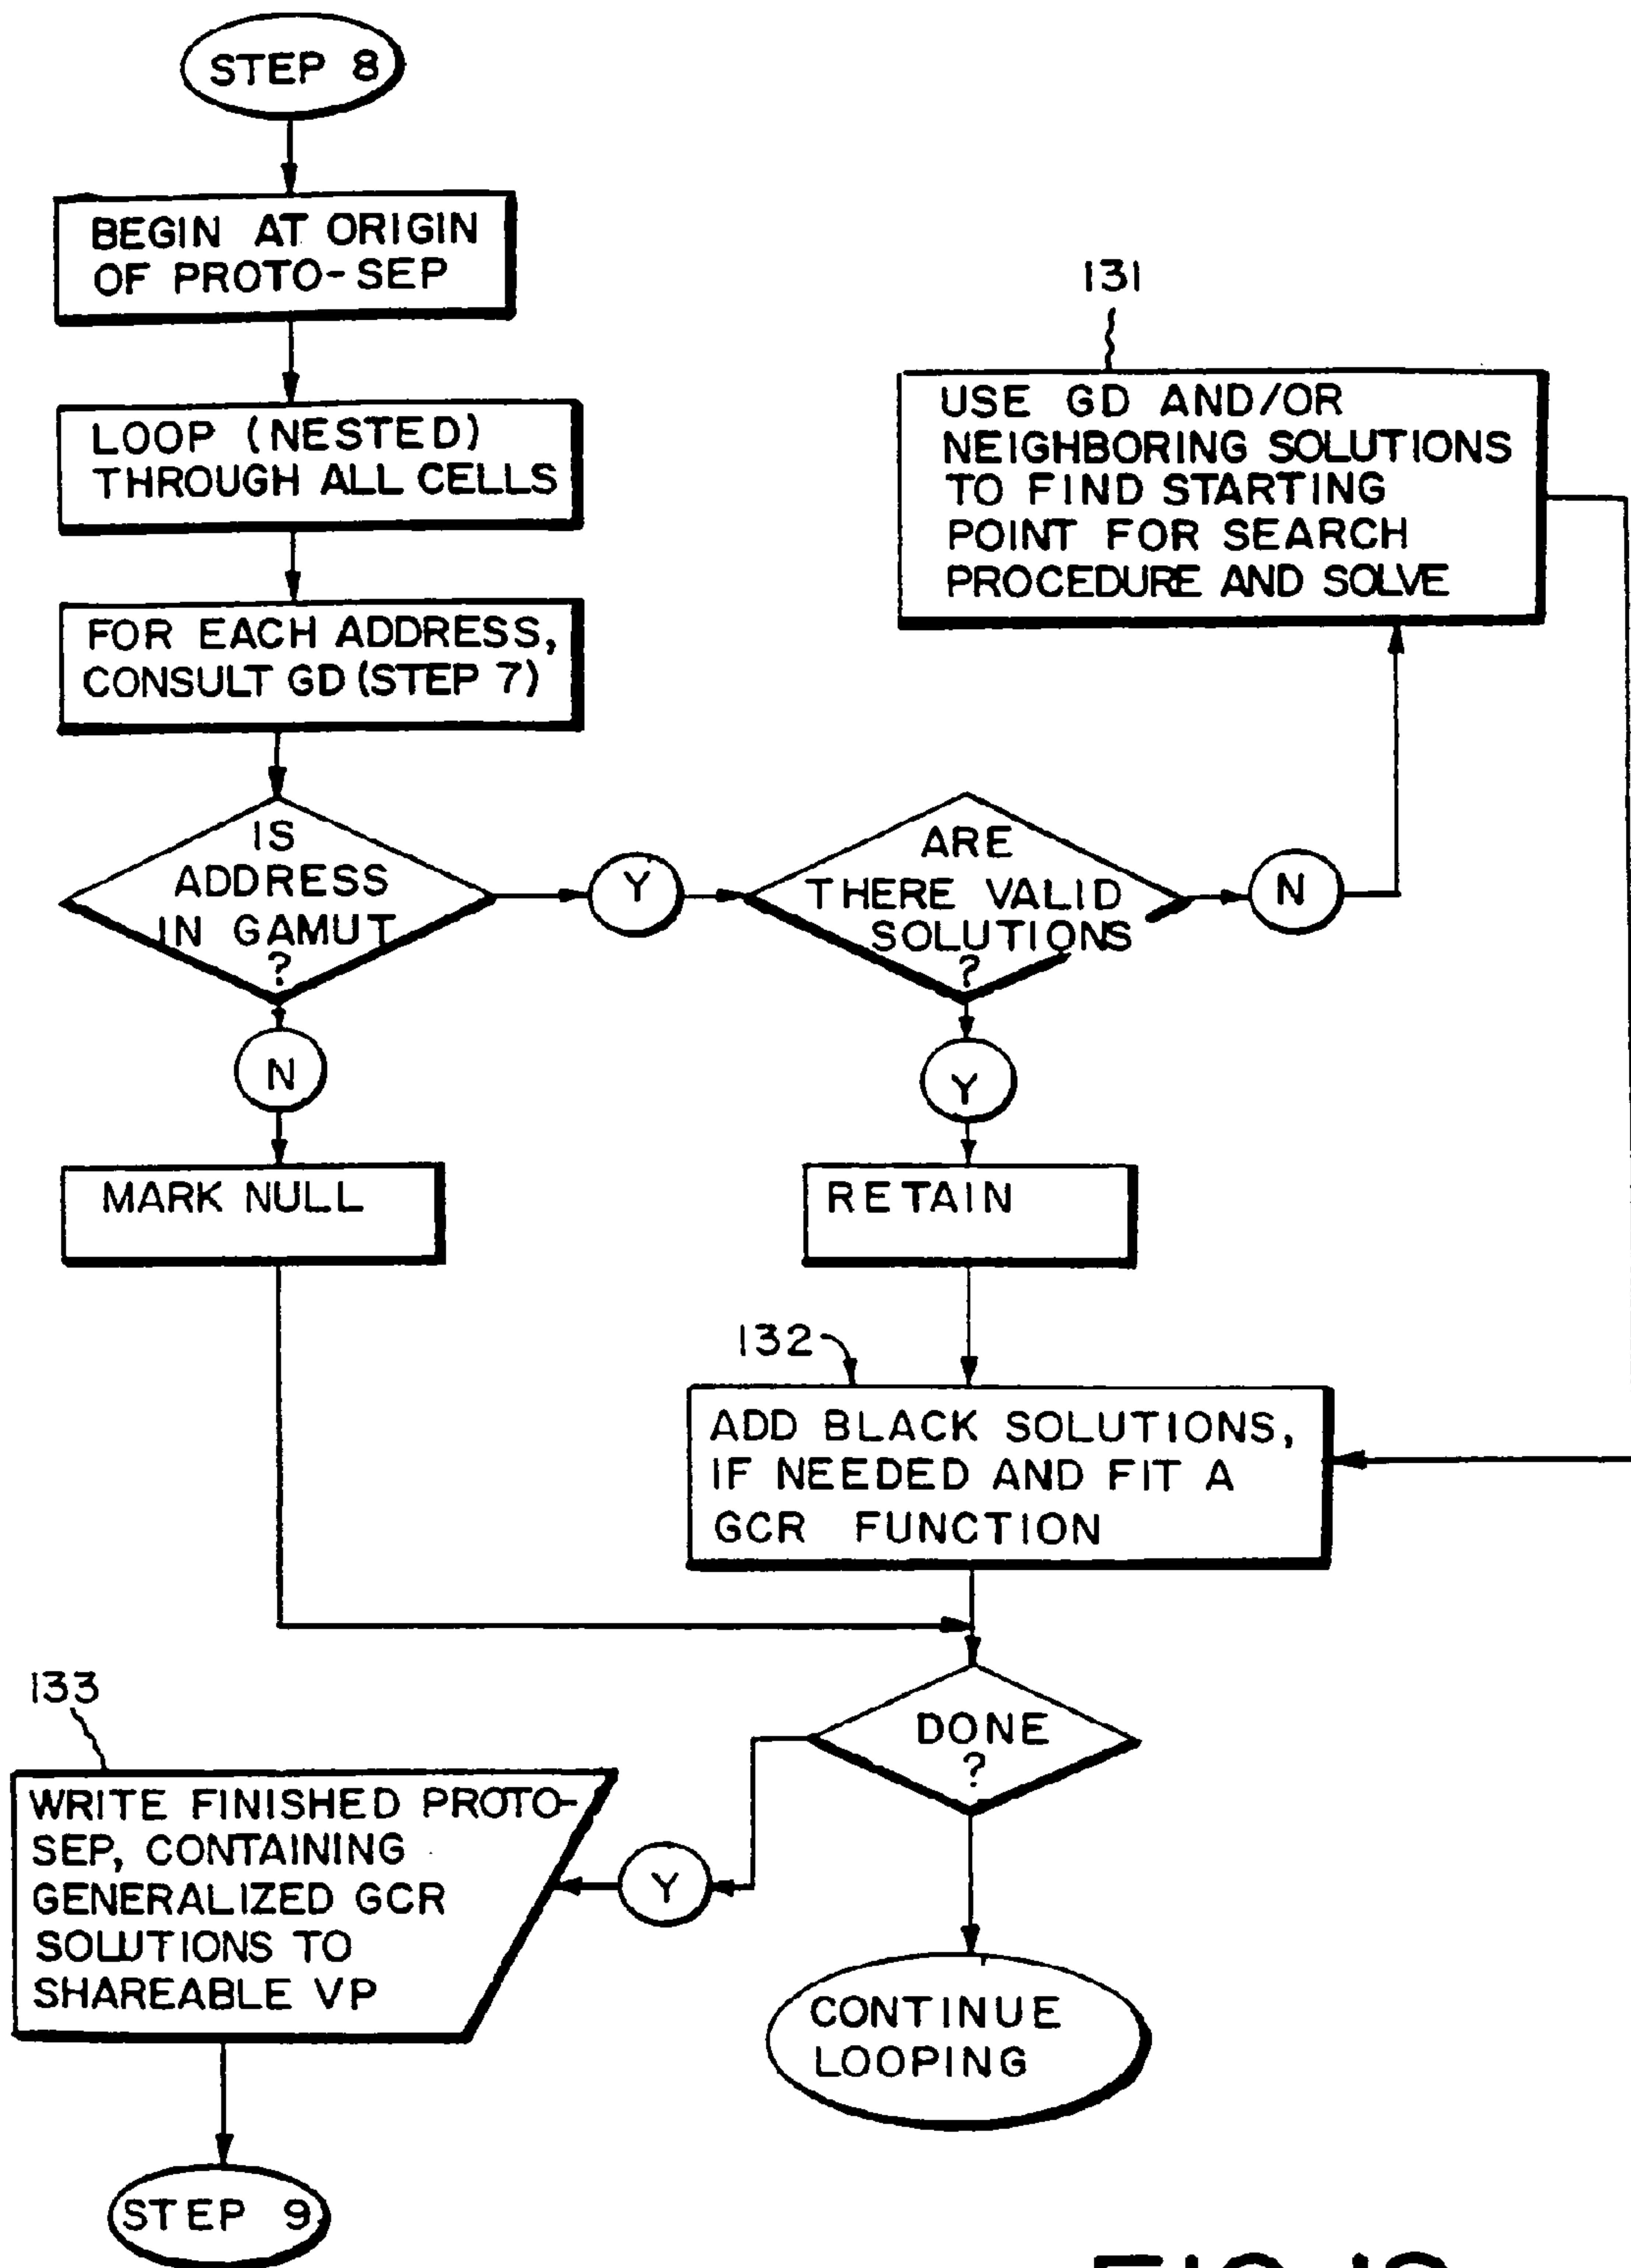 STEP 8
BEGIN AT ORIGIN
OF PROTO-SEP
LOOP (NESTED)
THROUGH ALL CELLS
FOR EACH ADDRESS,
CONSULT GD (STEP 7)
IS
ADDRESS
IN GAMUT
?
Y
ARE
THERE VALID
SOLUTIONS
?
N
131
USE GD AND/OR
NEIGHBORING SOLUTIONS
TO FIND STARTING
POINT FOR SEARCH
PROCEDURE AND SOLVE
N
MARK NULL
Y
RETAIN
132
ADD BLACK SOLUTIONS,
IF NEEDED AND FIT A
GCR FUNCTION
DONE
?
Y
133
WRITE FINISHED PROTO-
SEP, CONTAINING
GENERALIZED GCR
SOLUTIONS TO
SHAREABLE VP
CONTINUE
LOOPING
STEP 9